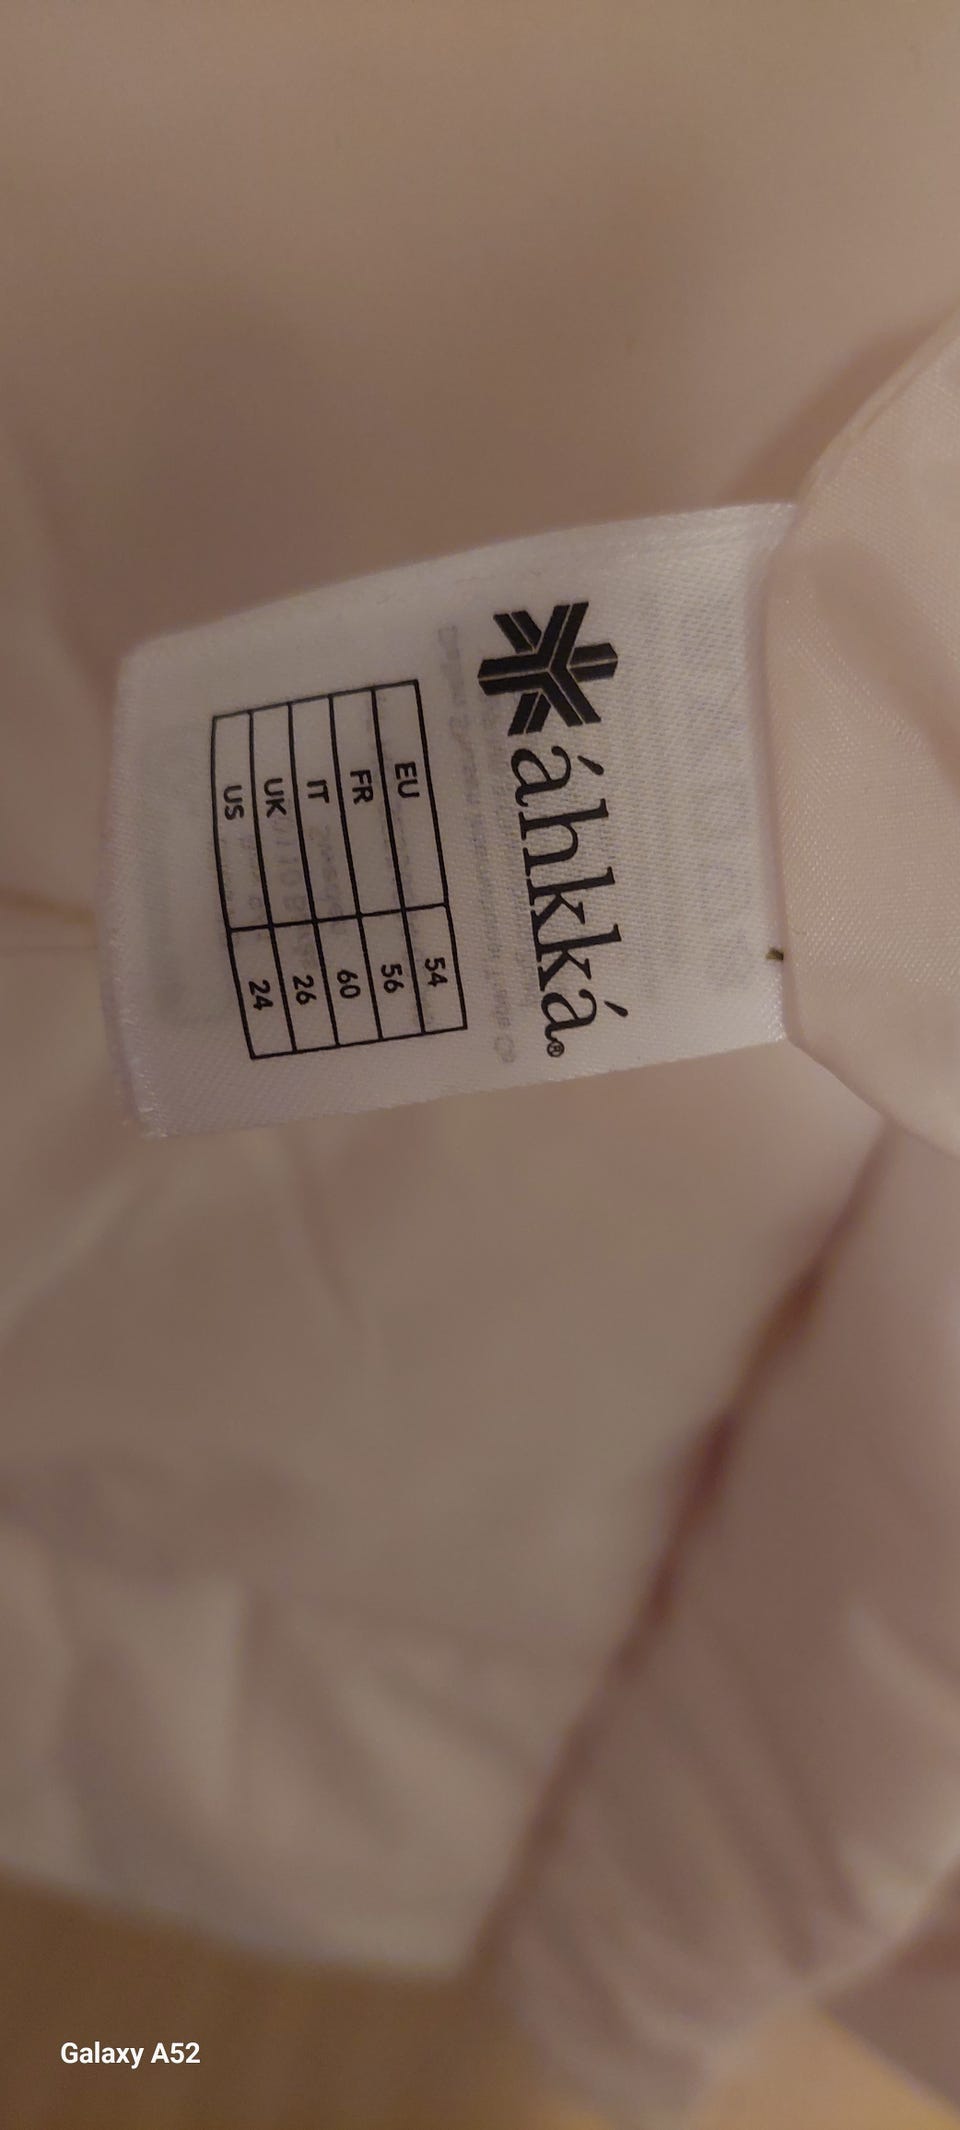 áhkká®
EU 54
FR 56
IT 60
UK 26
US 24
Galaxy A52